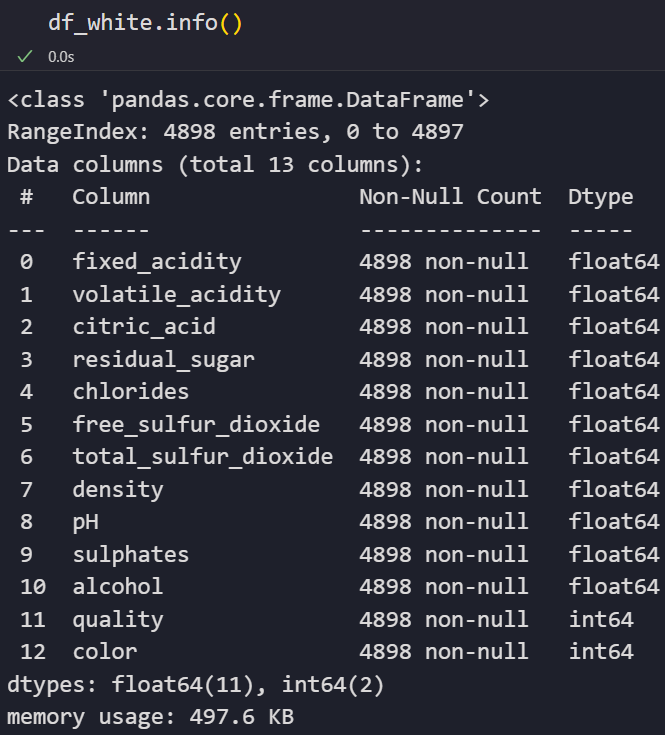 df_white.info()
0.0s
<class 'pandas.core.frame.DataFrame'>
RangeIndex: 4898 entries, 0 to 4897
Data columns (total 13 columns):
 #   Column                Non-Null Count  Dtype
---  ------                --------------  -----
 0   fixed_acidity         4898 non-null   float64
 1   volatile_acidity      4898 non-null   float64
 2   citric_acid           4898 non-null   float64
 3   residual_sugar        4898 non-null   float64
 4   chlorides             4898 non-null   float64
 5   free_sulfur_dioxide   4898 non-null   float64
 6   total_sulfur_dioxide  4898 non-null   float64
 7   density               4898 non-null   float64
 8   pH                    4898 non-null   float64
 9   sulphates             4898 non-null   float64
 10  alcohol               4898 non-null   float64
 11  quality               4898 non-null   int64
 12  color                 4898 non-null   int64
dtypes: float64(11), int64(2)
memory usage: 497.6 KB